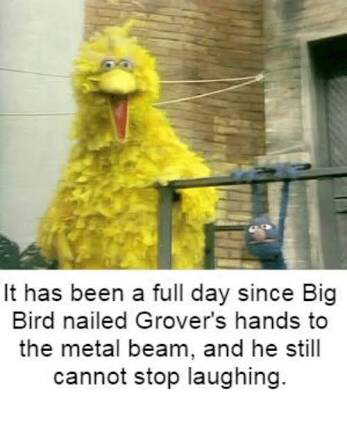 It has been a full day since Big
Bird nailed Grover's hands to
the metal beam, and he still
cannot stop laughing.